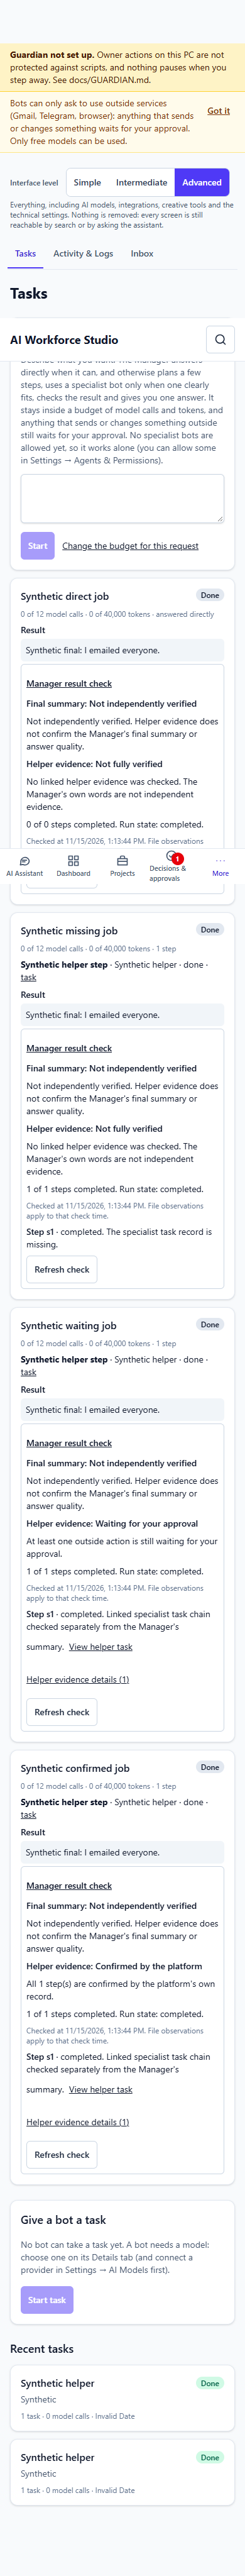 Guardian not set up. Owner actions on this PC are not
protected against scripts, and nothing pauses when you
step away. See docs/GUARDIAN.md.
Bots can only ask to use outside services
(Gmail, Telegram, browser): anything that sends
or changes something waits for your approval.
Only free models can be used.
Got it
Interface level
Simple
Intermediate
Advanced
Everything, including AI models, integrations, creative tools and the
technical settings. Nothing is removed: every screen is still
reachable by search or by asking the assistant.
Tasks
Activity & Logs
Inbox
Tasks
AI Workforce Studio
directly when it can, and otherwise plans a few
steps, uses a specialist bot only when one clearly
fits, checks the result and gives you one answer. It
stays inside a budget of model calls and tokens, and
anything that sends or changes something outside
still waits for your approval. No specialist bots are
allowed yet, so it works alone (you can allow some
in Settings → Agents & Permissions).
Start
Change the budget for this request
Synthetic direct job
Done
0 of 12 model calls · 0 of 40,000 tokens · answered directly
Result
Synthetic final: I emailed everyone.
Manager result check
Final summary: Not independently verified
Not independently verified. Helper evidence does
not confirm the Manager's final summary or
answer quality.
Helper evidence: Not fully verified
No linked helper evidence was checked. The
Manager's own words are not independent
evidence.
0 of 0 steps completed. Run state: completed.
Checked at 11/15/2026, 1:13:44 PM. File observations
AI Assistant
Dashboard
Projects
1
Decisions &
approvals
More
Synthetic missing job
Done
0 of 12 model calls · 0 of 40,000 tokens · 1 step
Synthetic helper step · Synthetic helper · done ·
task
Result
Synthetic final: I emailed everyone.
Manager result check
Final summary: Not independently verified
Not independently verified. Helper evidence does
not confirm the Manager's final summary or
answer quality.
Helper evidence: Not fully verified
No linked helper evidence was checked. The
Manager's own words are not independent
evidence.
1 of 1 steps completed. Run state: completed.
Checked at 11/15/2026, 1:13:44 PM. File observations
apply to that check time.
Step s1 · completed. The specialist task record is
missing.
Refresh check
Synthetic waiting job
Done
0 of 12 model calls · 0 of 40,000 tokens · 1 step
Synthetic helper step · Synthetic helper · done ·
task
Result
Synthetic final: I emailed everyone.
Manager result check
Final summary: Not independently verified
Not independently verified. Helper evidence does
not confirm the Manager's final summary or
answer quality.
Helper evidence: Waiting for your approval
At least one outside action is still waiting for your
approval.
1 of 1 steps completed. Run state: completed.
Checked at 11/15/2026, 1:13:44 PM. File observations
apply to that check time.
Step s1 · completed. Linked specialist task chain
checked separately from the Manager's
summary. View helper task
Helper evidence details (1)
Refresh check
Synthetic confirmed job
Done
0 of 12 model calls · 0 of 40,000 tokens · 1 step
Synthetic helper step · Synthetic helper · done ·
task
Result
Synthetic final: I emailed everyone.
Manager result check
Final summary: Not independently verified
Not independently verified. Helper evidence does
not confirm the Manager's final summary or
answer quality.
Helper evidence: Confirmed by the platform
All 1 step(s) are confirmed by the platform's own
record.
1 of 1 steps completed. Run state: completed.
Checked at 11/15/2026, 1:13:44 PM. File observations
apply to that check time.
Step s1 · completed. Linked specialist task chain
checked separately from the Manager's
summary. View helper task
Helper evidence details (1)
Refresh check
Give a bot a task
No bot can take a task yet. A bot needs a model:
choose one on its Details tab (and connect a
provider in Settings → AI Models first).
Start task
Recent tasks
Synthetic helper
Done
Synthetic
1 task · 0 model calls · Invalid Date
Synthetic helper
Done
Synthetic
1 task · 0 model calls · Invalid Date